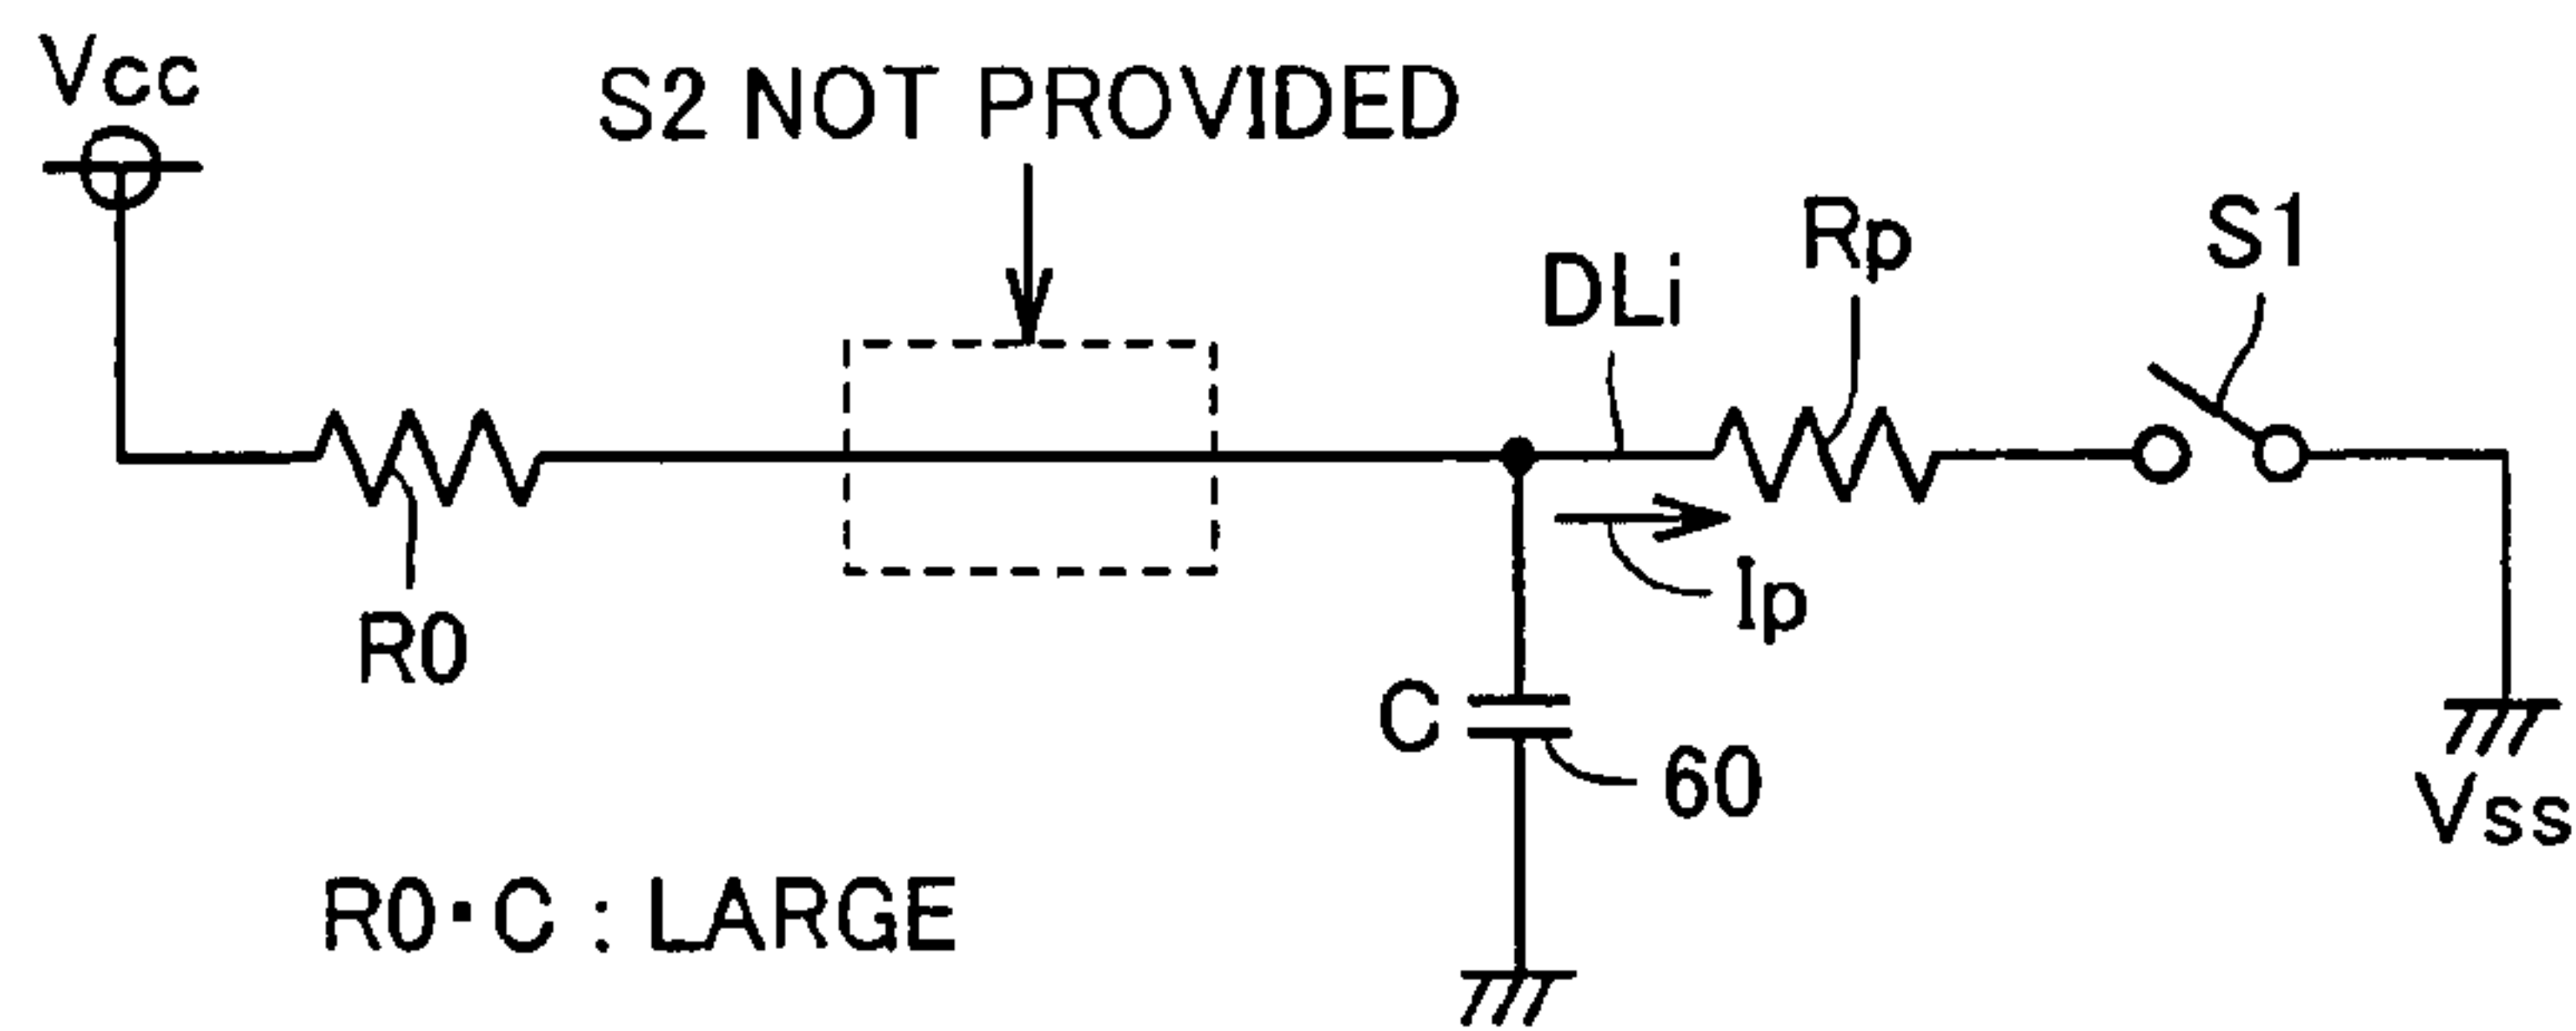 Vcc
S2 NOT PROVIDED
DLi
Rp
S1
R0
Ip
C
60
Vss
R0·C : LARGE